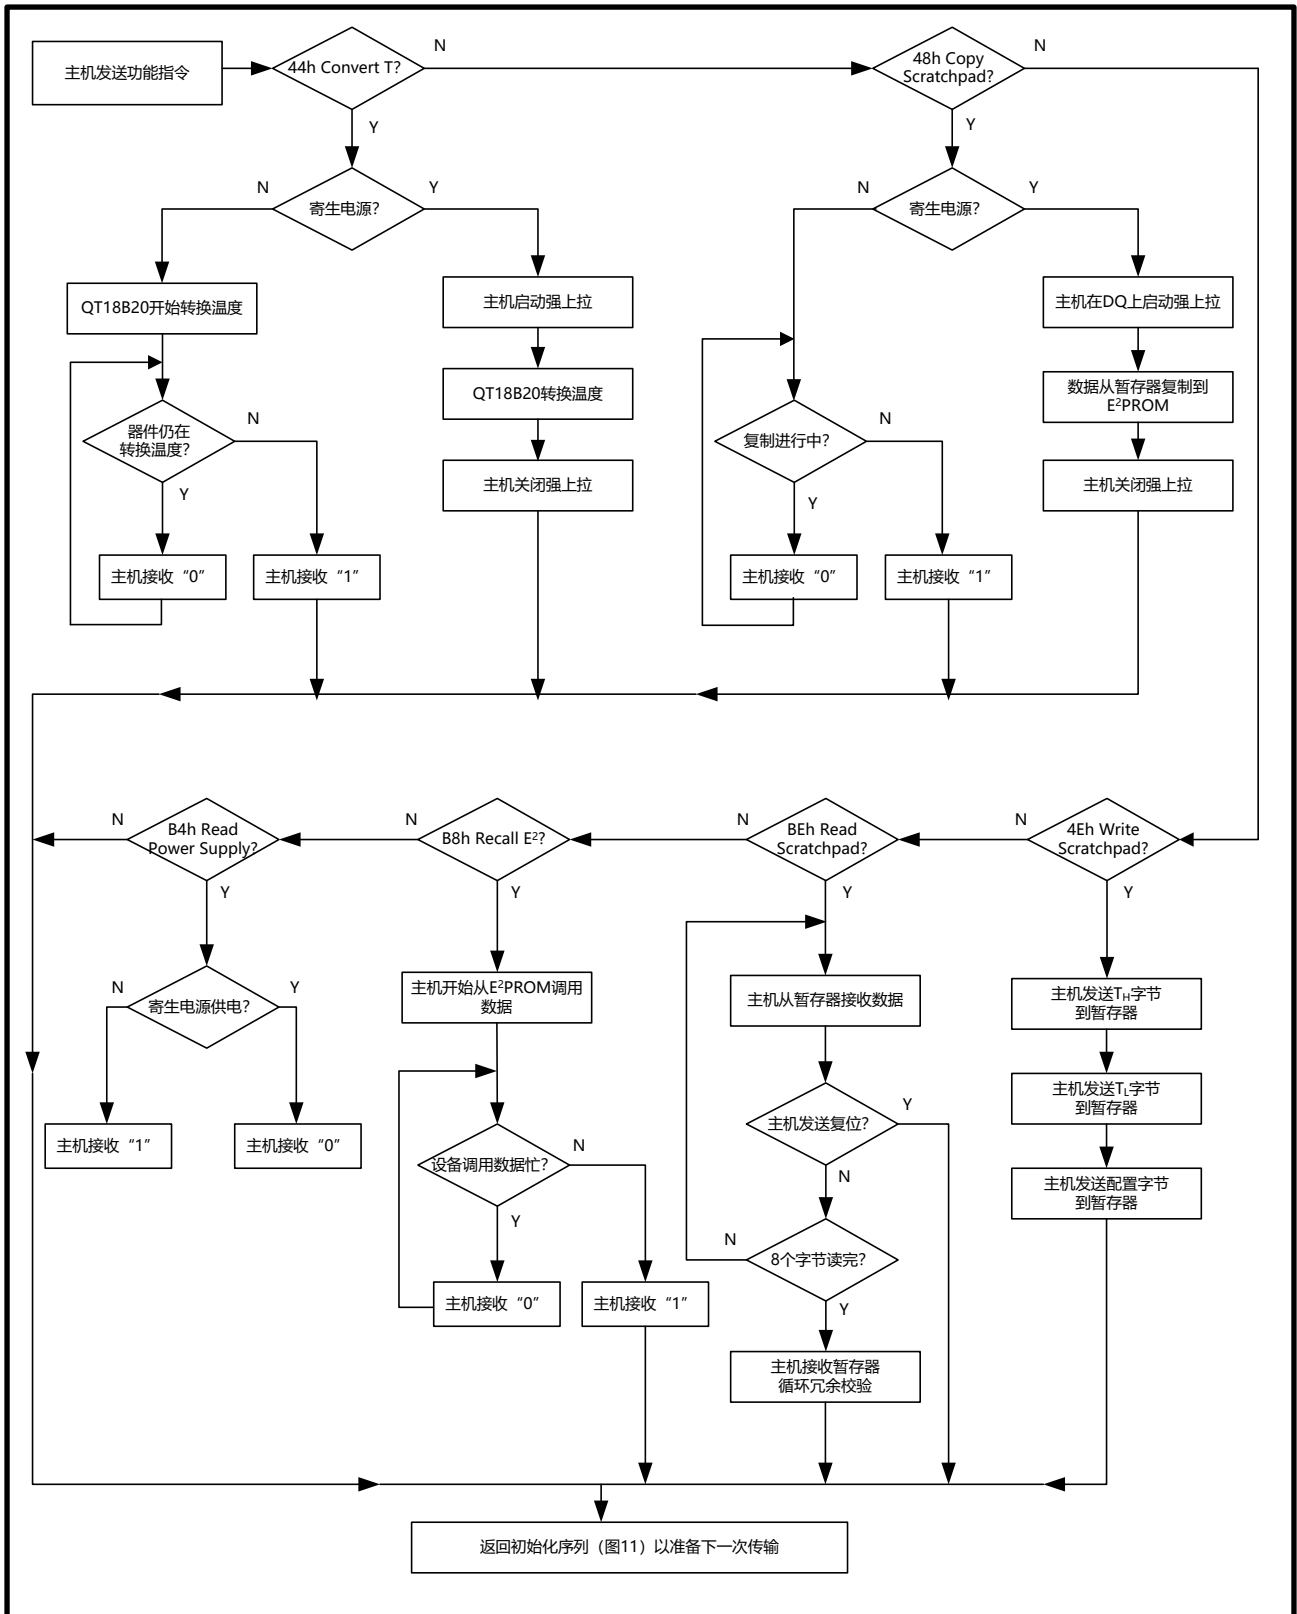 主机发送功能指令
44h Convert T?
N
48h Copy
Scratchpad?
N
Y
Y
N
寄生电源?
Y
N
寄生电源?
Y
QT18B20开始转换温度
主机启动强上拉
主机在DQ上启动强上拉
QT18B20转换温度
数据从暂存器复制到
E²PROM
器件仍在
转换温度?
N
Y
复制进行中?
N
Y
主机关闭强上拉
主机关闭强上拉
主机接收“0”
主机接收“1”
主机接收“0”
主机接收“1”
N
B4h Read
Power Supply?
Y
N
B8h Recall E²?
Y
N
BEh Read
Scratchpad?
Y
N
4Eh Write
Scratchpad?
Y
N
寄生电源供电?
Y
主机开始从E²PROM调用
数据
主机从暂存器接收数据
主机发送TH字节
到暂存器
主机发送TL字节
到暂存器
主机接收“1”
主机接收“0”
设备调用数据忙?
N
Y
主机发送复位?
Y
N
主机发送配置字节
到暂存器
N
8个字节读完?
Y
主机接收“0”
主机接收“1”
主机接收暂存器
循环冗余校验
返回初始化序列（图11）以准备下一次传输